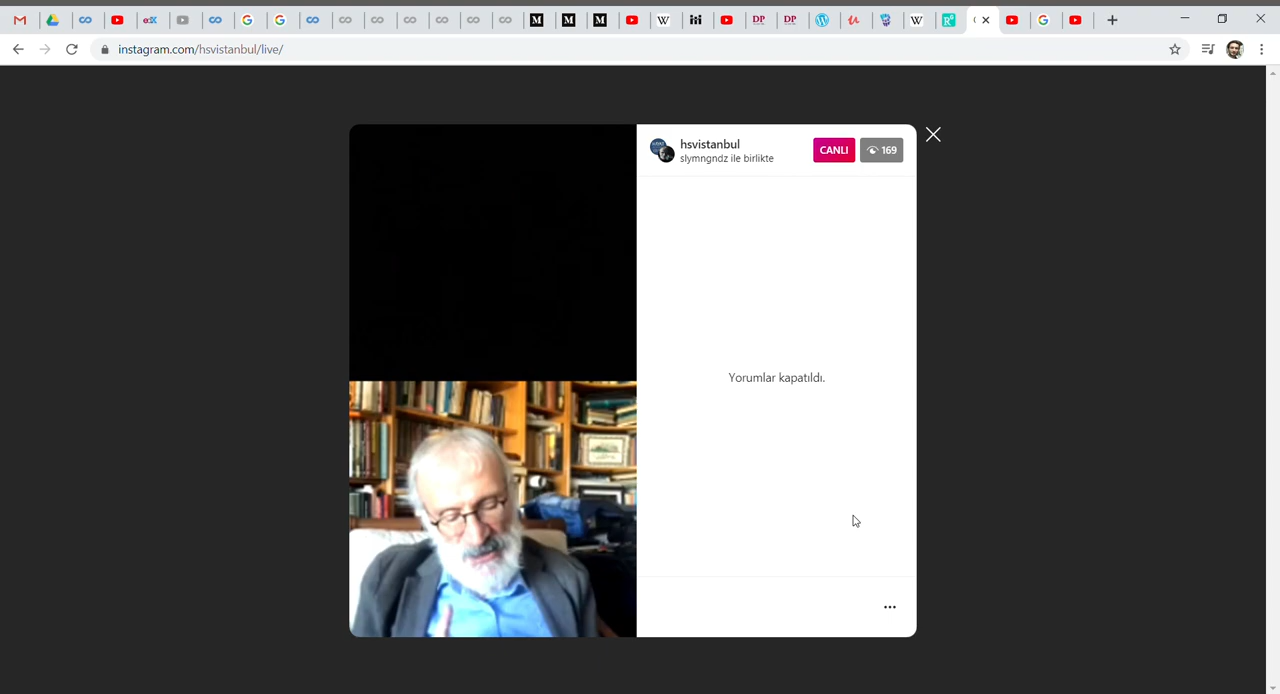 instagram.com/hsvistanbul/live/
hsvistanbul
slymngndz ile birlikte
CANLI
169
Yorumlar kapatıldı.